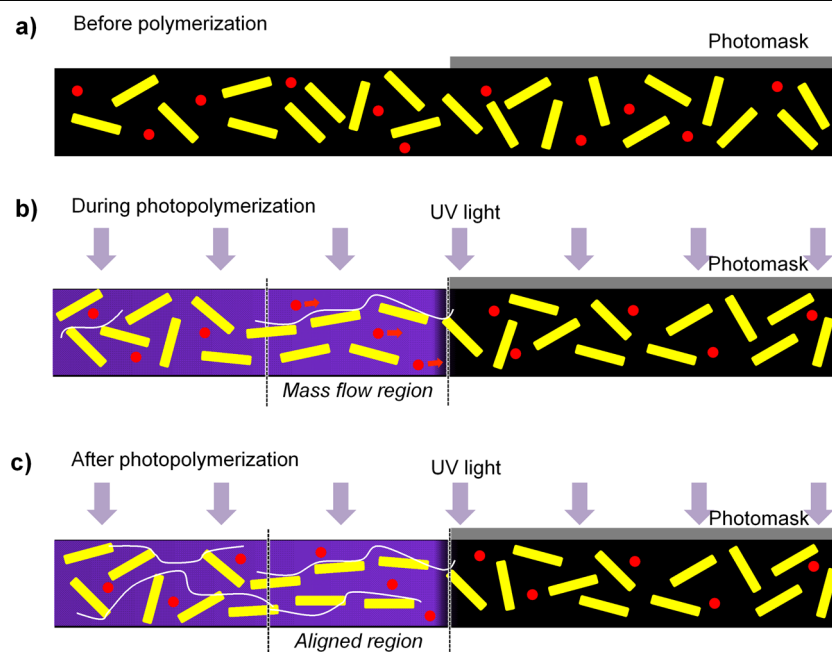 a)
Before polymerization
Photomask
b)
During photopolymerization
UV light
Photomask
Mass flow region
c)
After photopolymerization
UV light
Photomask
Aligned region